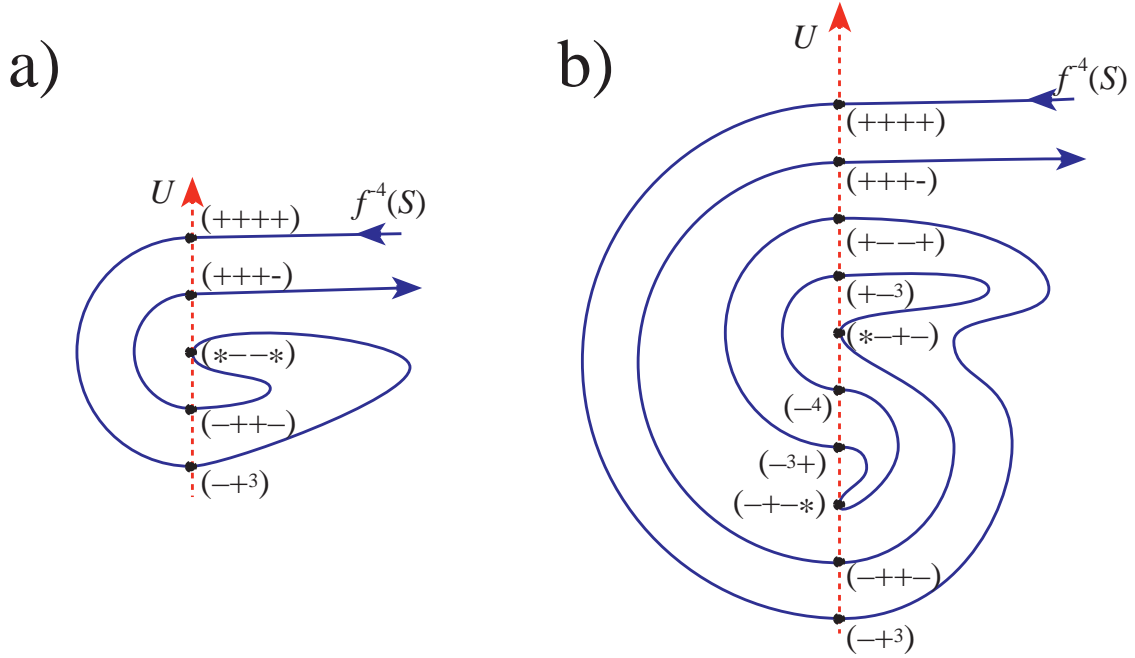 a)
U
f⁻⁴(S)
(++++)
(+++-)
(*––*)
(–++–)
(–+³)
b)
U
f⁻⁴(S)
(++++)
(+++-)
(+––+)
(+–³)
(*–+–)
(–⁴)
(–³+)
(–+–*)
(–++–)
(–+³)